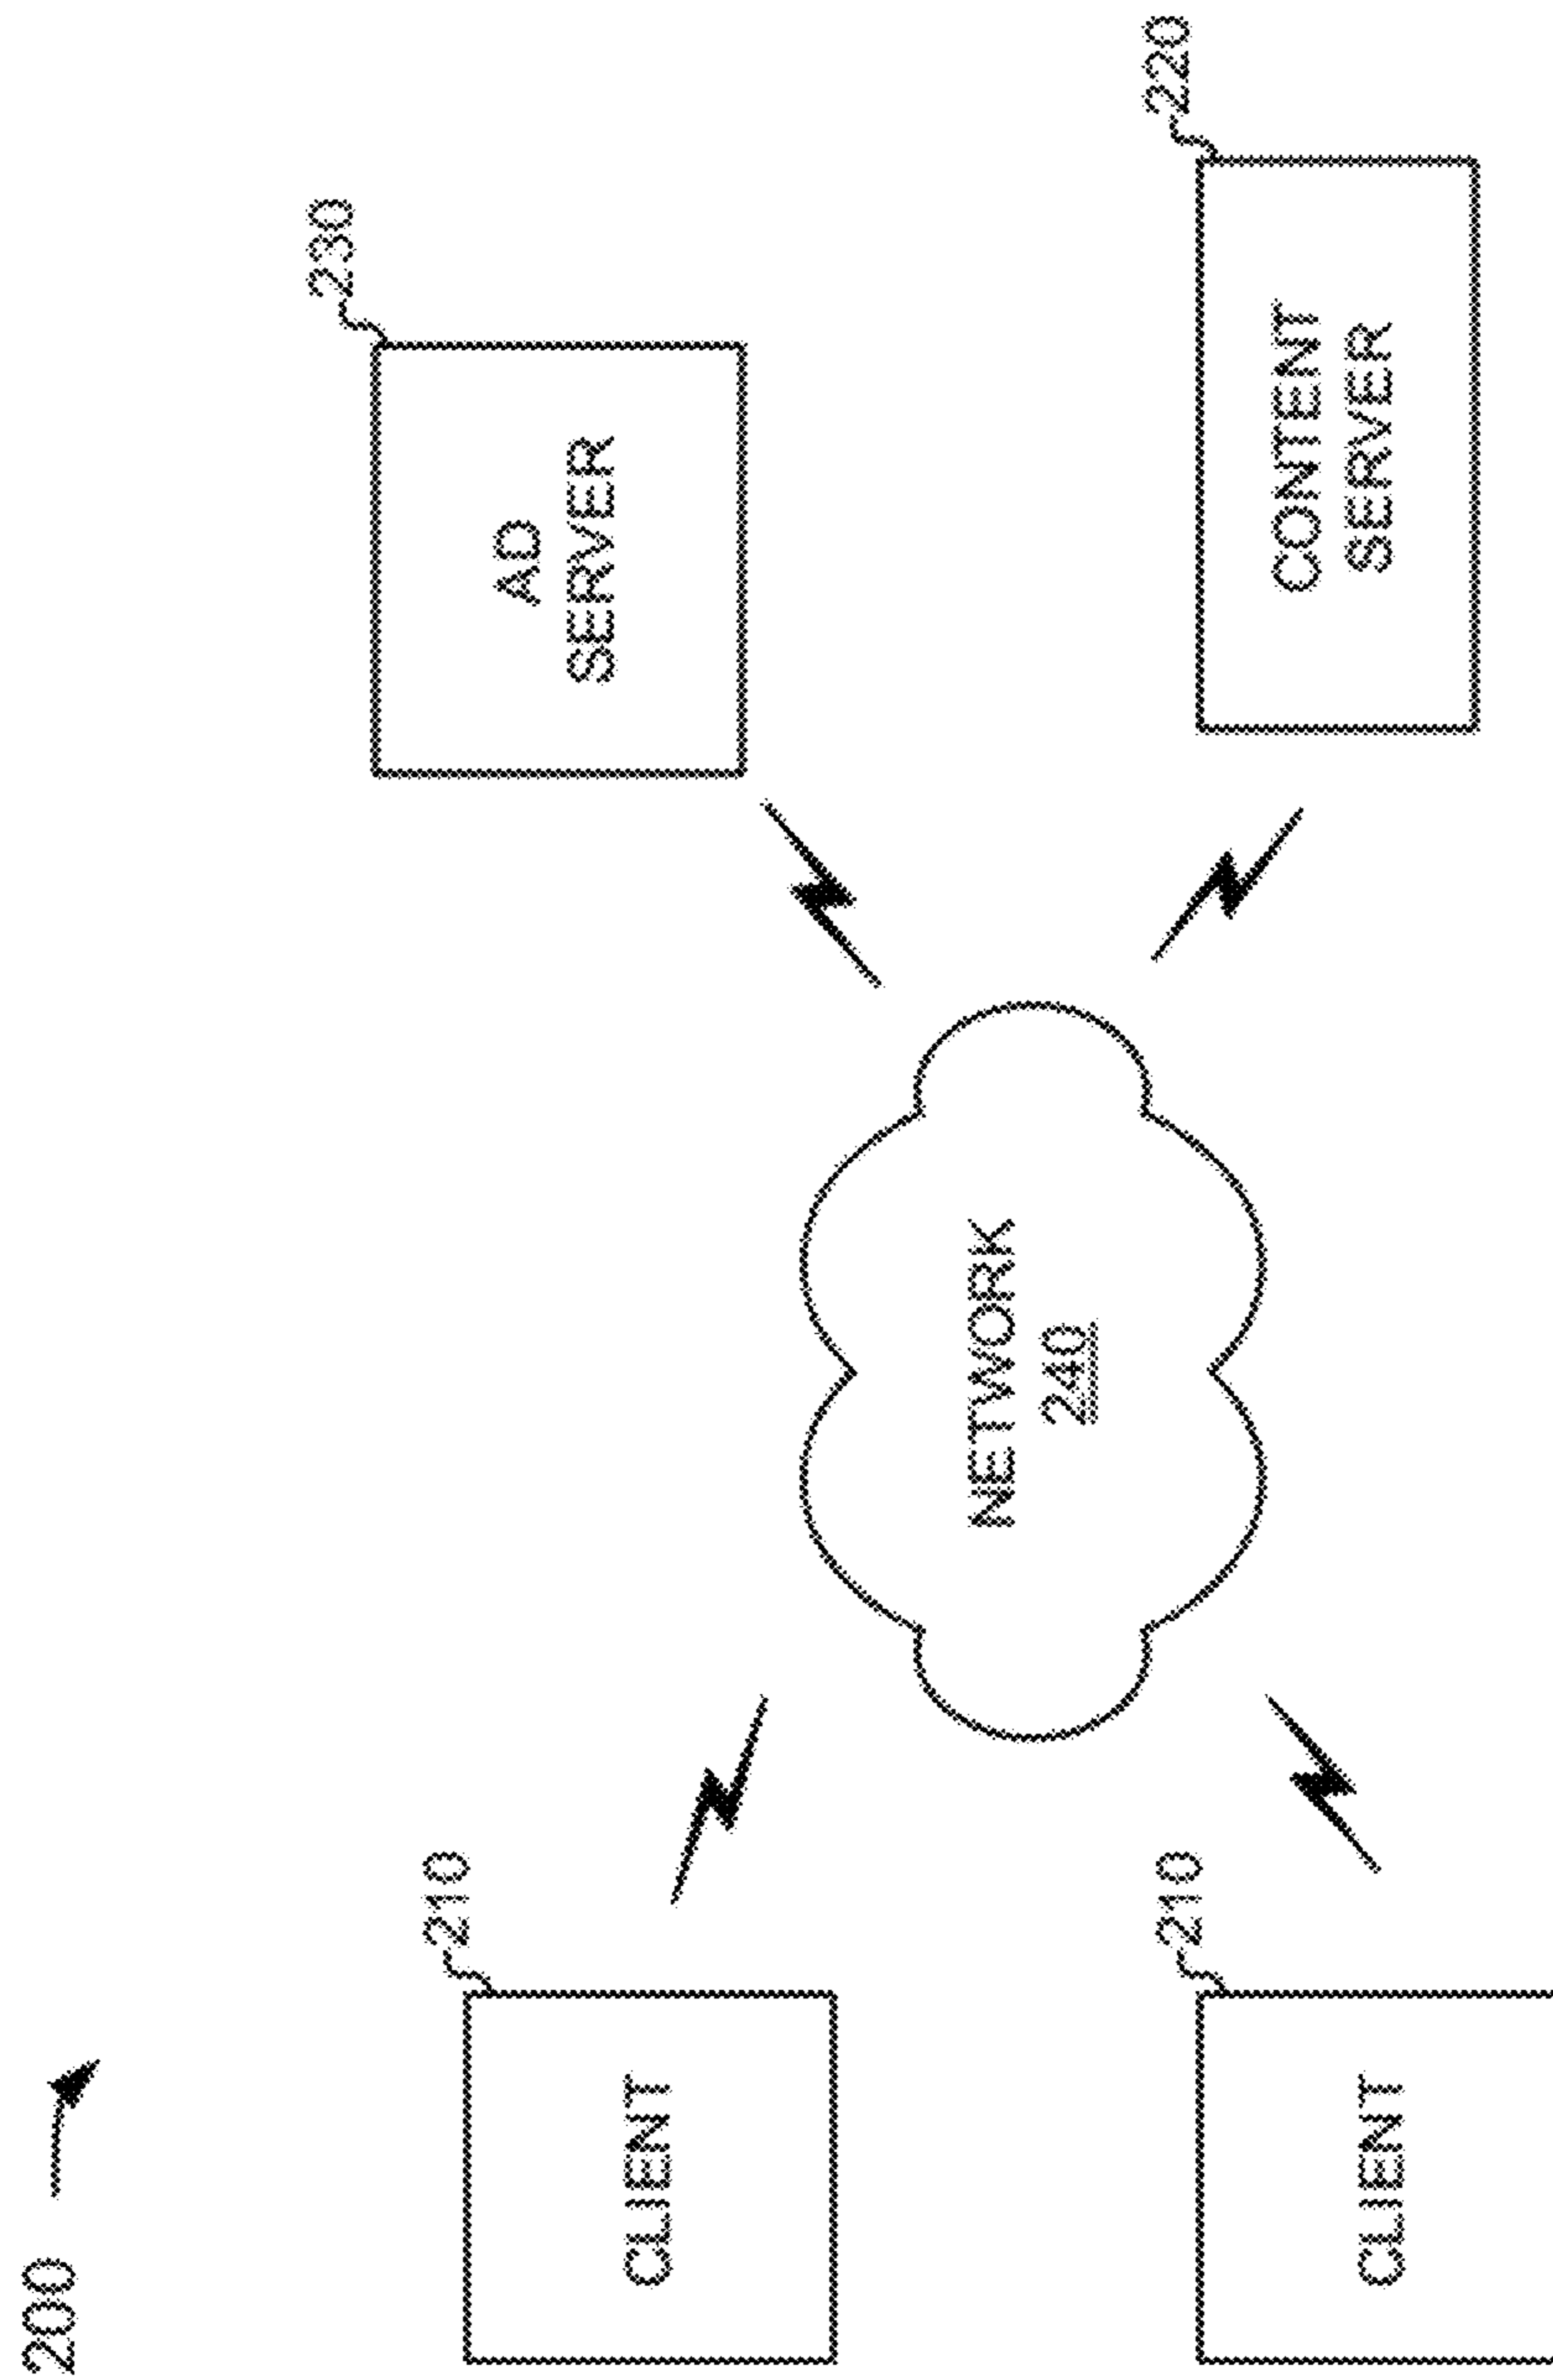 200
230
AD
SERVER
210
CLIENT
NETWORK
240
220
CONTENT
SERVER
210
CLIENT